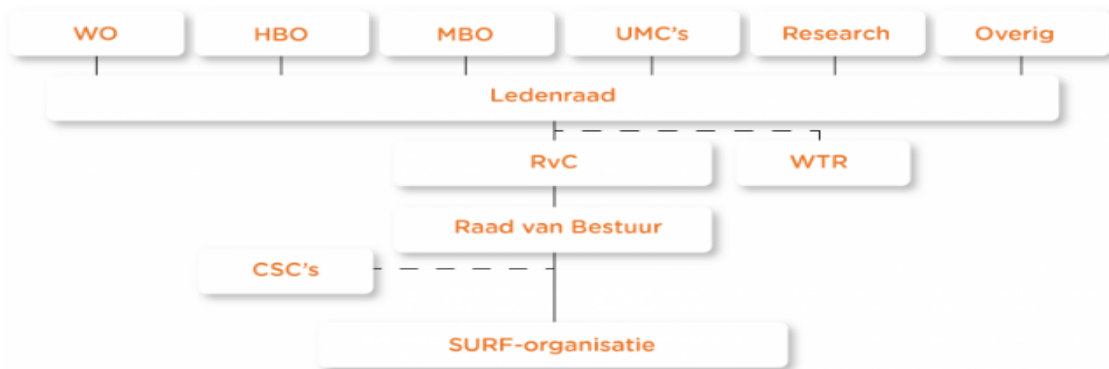 WO
HBO
MBO
UMC's
Research
Overig
Ledenraad
RvC
WTR
Raad van Bestuur
CSC's
SURF-organisatie